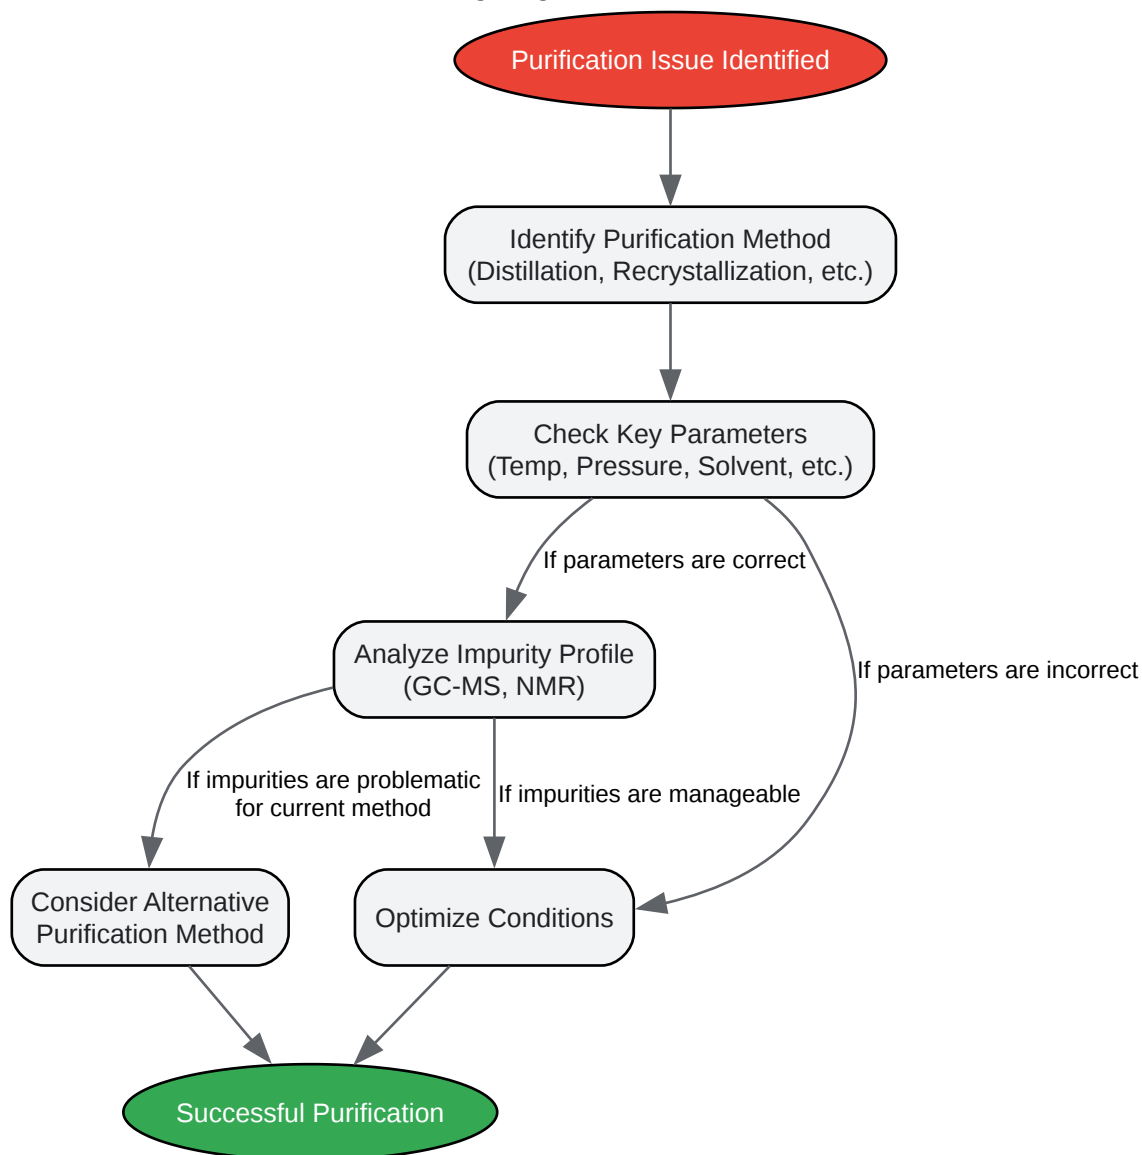 Purification Issue Identified
Identify Purification Method
(Distillation, Recrystallization, etc.)
Check Key Parameters
(Temp, Pressure, Solvent, etc.)
If parameters are correct
Analyze Impurity Profile
(GC-MS, NMR)
If parameters are incorrect
If impurities are problematic
for current method
If impurities are manageable
Consider Alternative
Purification Method
Optimize Conditions
Successful Purification